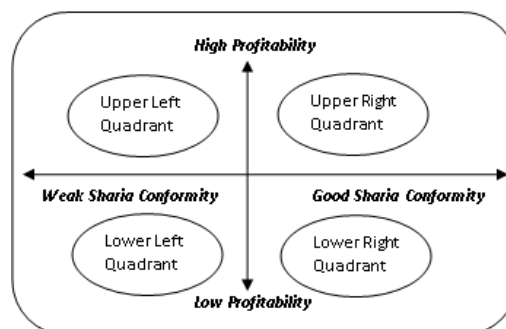 High Profitability
Upper Left
Quadrant
Upper Right
Quadrant
Weak Sharia Conformity
Good Sharia Conformity
Lower Left
Quadrant
Lower Right
Quadrant
Low Profitability